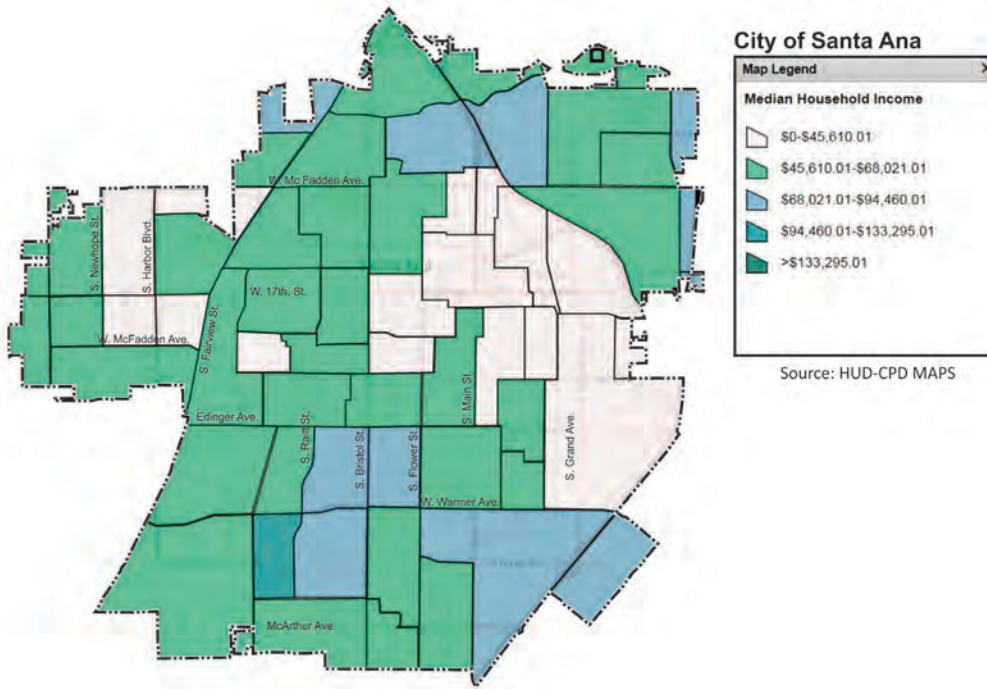 City of Santa Ana
Map Legend
Median Household Income
$0-$45,610.01
$45,610.01-$68,021.01
$68,021.01-$94,460.01
$94,460.01-$133,295.01
>$133,295.01
Source: HUD-CPD MAPS
W. Mc Fadden Ave.
S. Newhope St.
S. Harbor Blvd.
W. 17th. St.
S. Fairview St.
W. McFadden Ave.
Edinger Ave.
S. Raitt St.
S. Bristol St.
S. Flower St.
S. Main St.
S. Grand Ave.
W. Warner Ave.
McArther Ave.